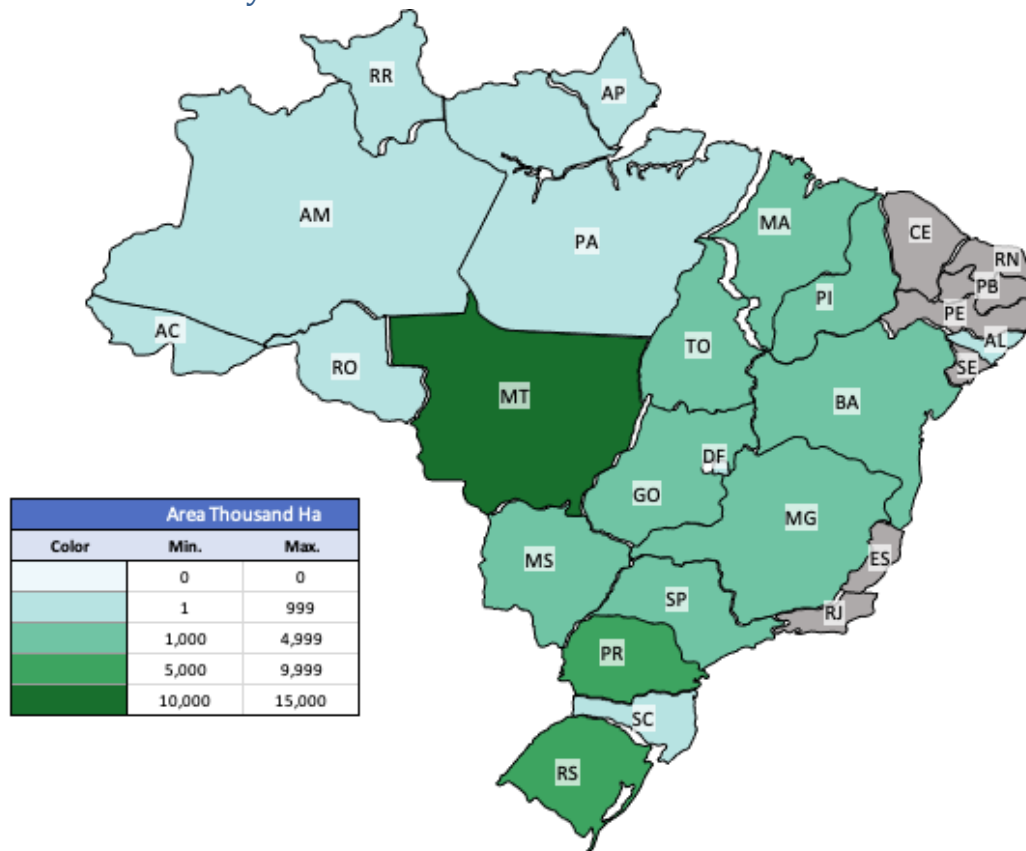 RR
AP
AM
PA
MA
CE
RN
PB
PI
PE
AC
AL
TO
RO
SE
MT
BA
DF
GO
MG
Area Thousand Ha
Color Min. Max.
0 0
1 999
1,000 4,999
5,000 9,999
10,000 15,000
MS
ES
SP
RJ
PR
SC
RS